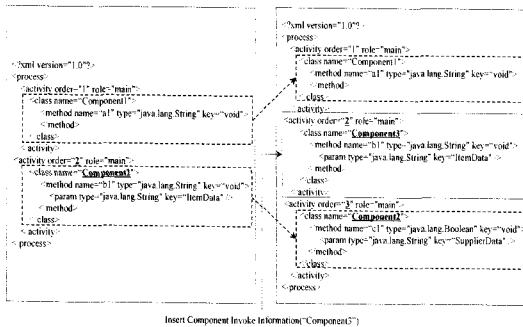 <?xml version="1.0"?>
<process>
<activity order="1" role="main">
<class name="Component1">
<method name="a1" type="java.lang.String" key="void">
<method>
class>
activity>
<activity order="2" role="main">
<class name="Component2">
<method name="b1" type="java.lang.String" key="void">
<param type="java.lang.String" key="ItemData" />
<method>
class>
activity>
<process>
<?xml version="1.0"?>
<process>
<activity order="1" role="main">
<class name="Component1">
<method name="a1" type="java.lang.String" key="void">
<method>
<class
activity>
<activity order="2" role="main">
<class name="Component3">
<method name="b1" type="java.lang.String" key="void">
<param type="java.lang.String" key="ItemData"
<method>
<class>
activity>
<activity order="3" role="main">
<class name="Component2">
<method name="c1" type="java.lang.Boolean" key="void">
<param type="java.lang.String" key="SupplierData" />
<method>
<class>
<activity>
<process>
Insert Component Invoke Information("Component3")